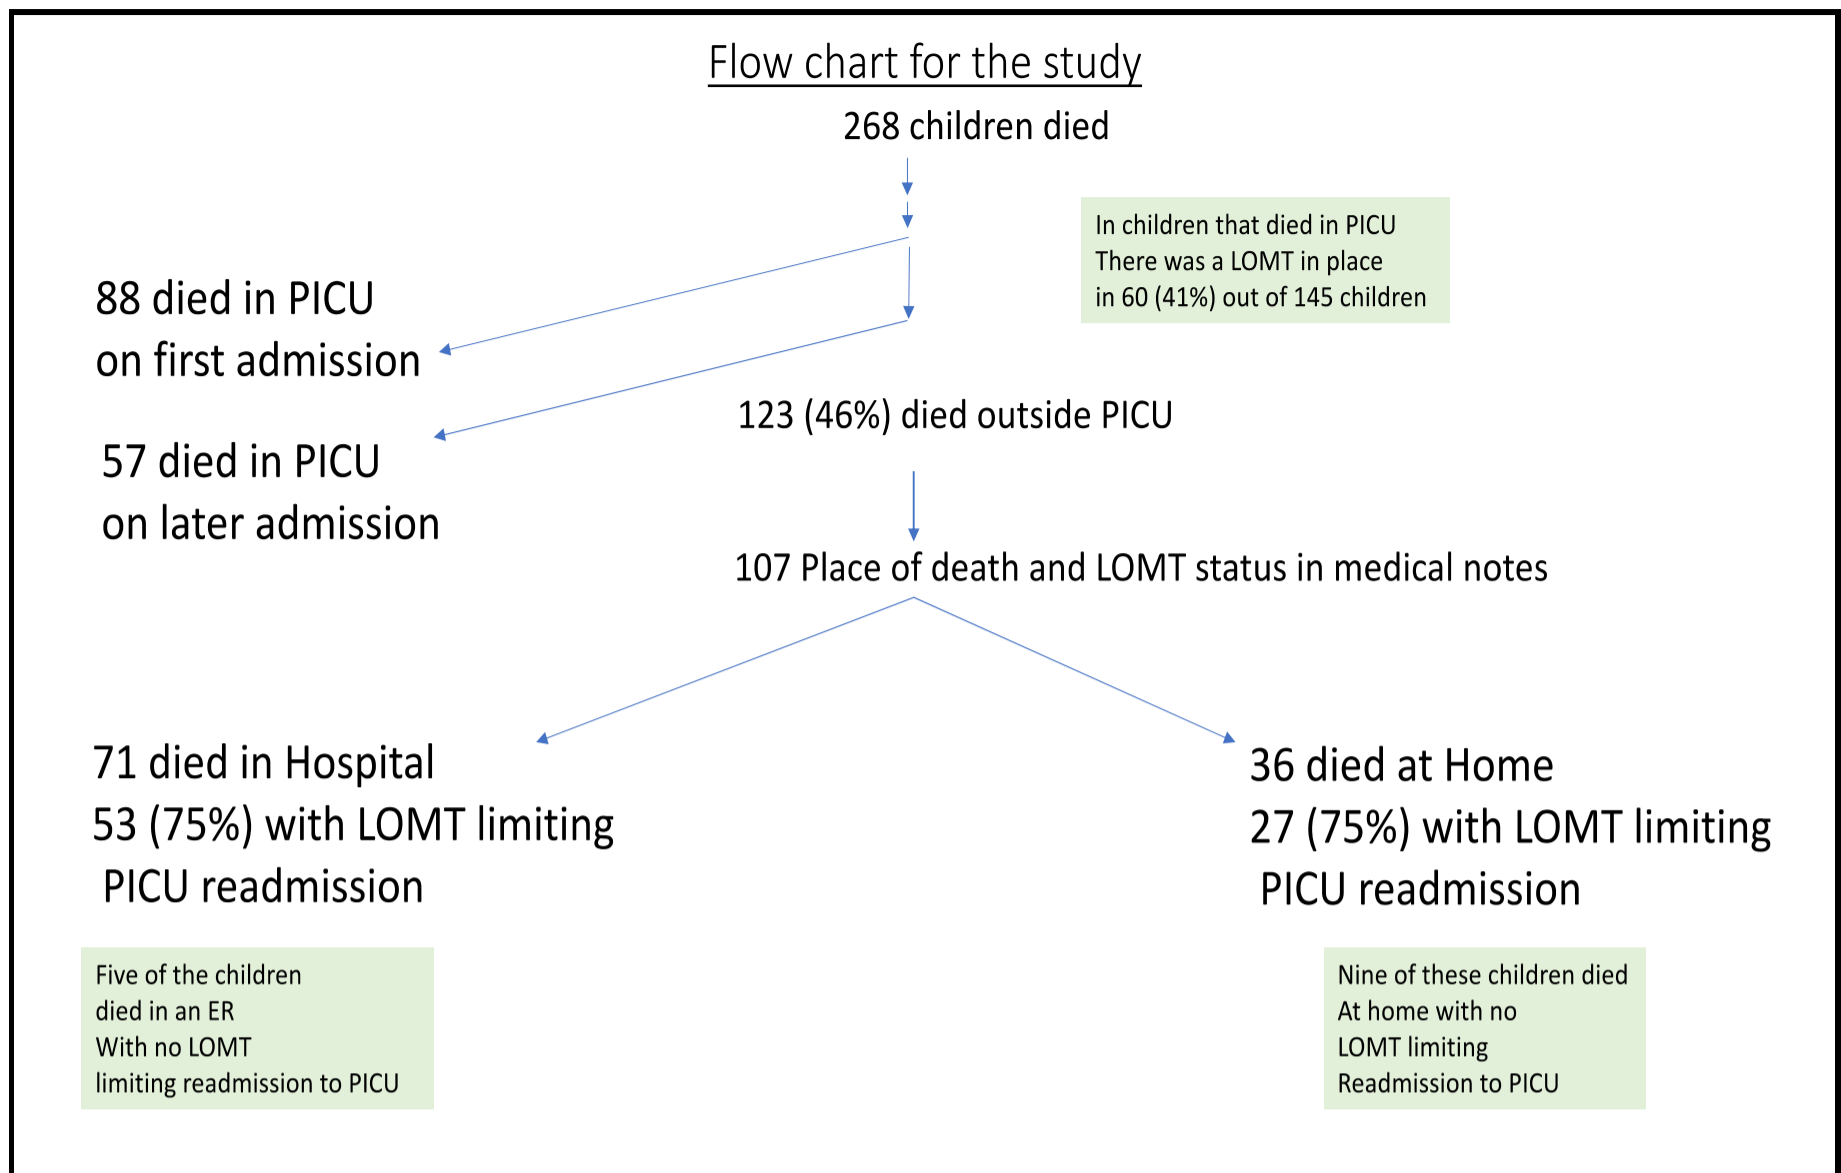 Flow chart for the study
268 children died
In children that died in PICU
There was a LOMT in place
in 60 (41%) out of 145 children
88 died in PICU
on first admission
123 (46%) died outside PICU
57 died in PICU
on later admission
107 Place of death and LOMT status in medical notes
71 died in Hospital
53 (75%) with LOMT limiting
PICU readmission
36 died at Home
27 (75%) with LOMT limiting
PICU readmission
Five of the children
died in an ER
With no LOMT
limiting readmission to PICU
Nine of these children died
At home with no
LOMT limiting
Readmission to PICU